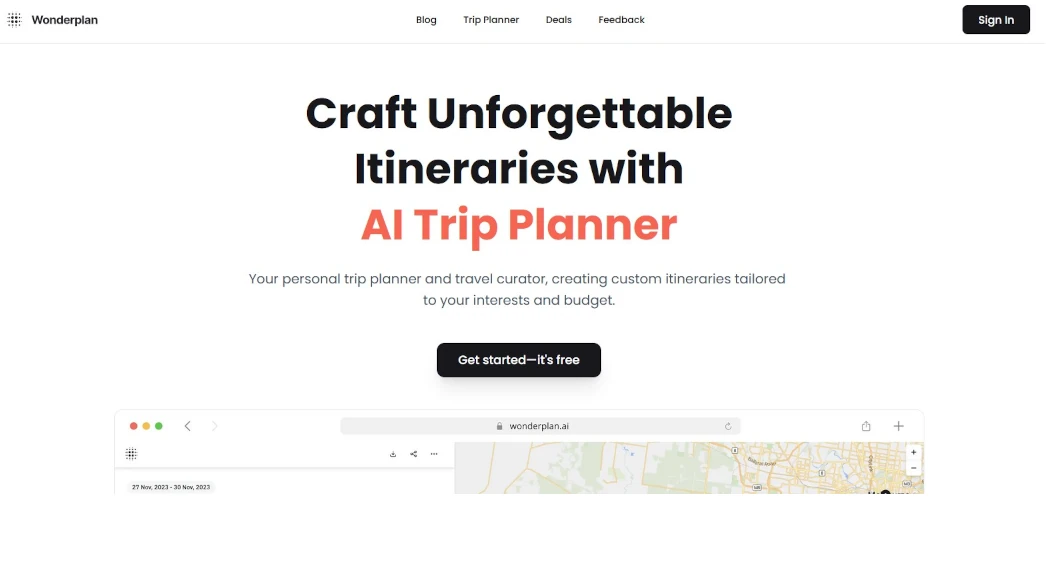 Wonderplan
Blog
Trip Planner
Deals
Feedback
Sign In
Craft Unforgettable
Itineraries with
AI Trip Planner
Your personal trip planner and travel curator, creating custom itineraries tailored
to your interests and budget.
Get started—it's free
wonderplan.ai
27 Nov, 2023 - 30 Nov, 2023